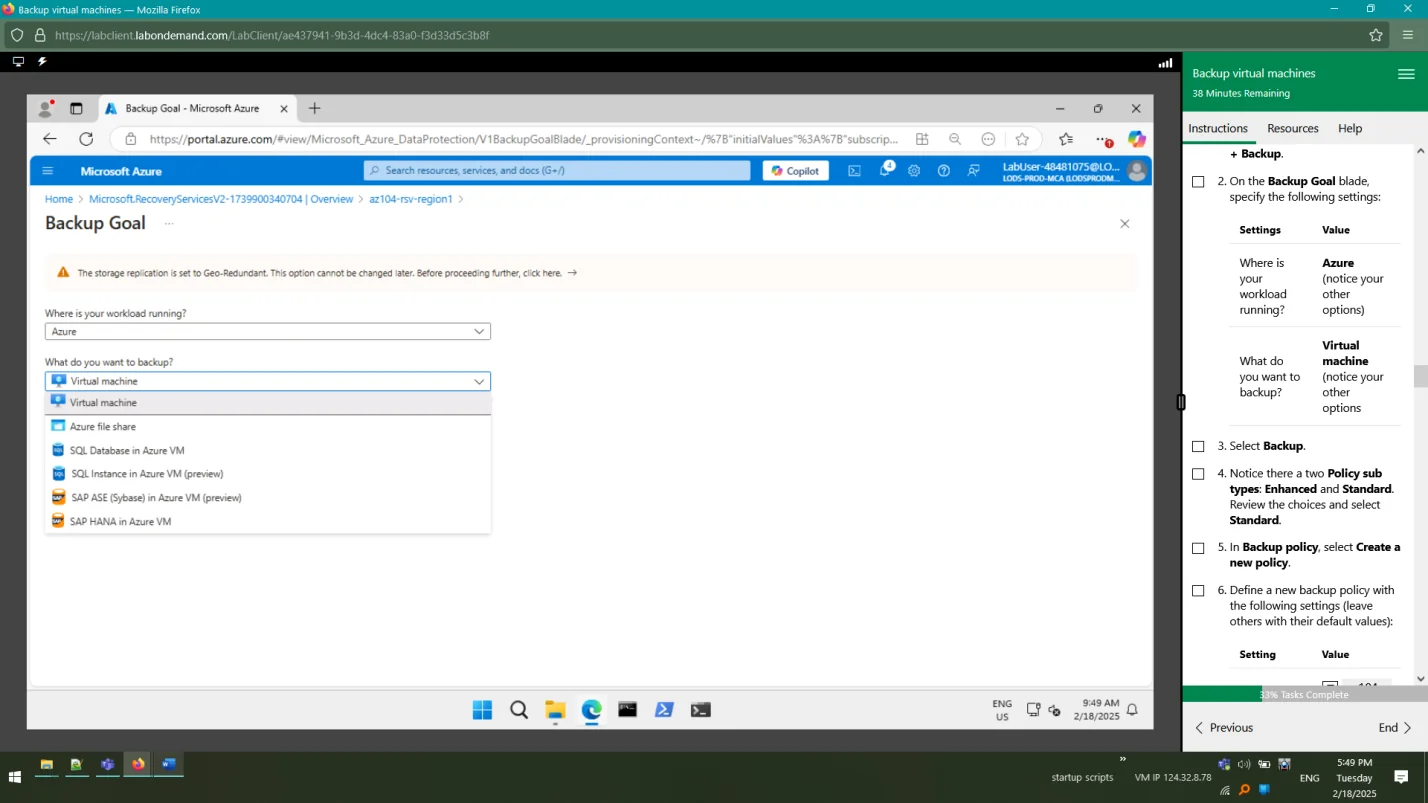 Backup virtual machines — Mozilla Firefox
https://labclient.labondemand.com/LabClient/ae437941-9b3d-4dc4-83a0-f3d33d5c3b8f
Backup Goal - Microsoft Azure
https://portal.azure.com/#view/Microsoft_Azure_DataProtection/V1BackupGoalBlade/_provisioningContext~/%7B"initialValues"%3A%7B"subscrip...
Microsoft Azure
Search resources, services, and docs (G+/)
Copilot
4
LabUser-48481075@LO...
LODS-PROD-MCA (LODSPRODM...
Home > Microsoft.RecoveryServicesV2-1739900340704 | Overview > az104-rsv-region1 >
Backup Goal ...
The storage replication is set to Geo-Redundant. This option cannot be changed later. Before proceeding further, click here. →
Where is your workload running?
Azure
What do you want to backup?
Virtual machine
Virtual machine
Azure file share
SQL Database in Azure VM
SQL Instance in Azure VM (preview)
SAP ASE (Sybase) in Azure VM (preview)
SAP HANA in Azure VM
ENG
US
9:49 AM
2/18/2025
Backup virtual machines
38 Minutes Remaining
Instructions Resources Help
+ Backup.
2. On the Backup Goal blade,
specify the following settings:
Settings Value
Where is
your
workload
running?
Azure
(notice your
other
options)
What do
you want to
backup?
Virtual
machine
(notice your
other
options
3. Select Backup.
4. Notice there a two Policy sub
types: Enhanced and Standard.
Review the choices and select
Standard.
5. In Backup policy, select Create a
new policy.
6. Define a new backup policy with
the following settings (leave
others with their default values):
Setting Value
33% Tasks Complete
Previous End
startup scripts
VM IP 124.32.8.78
ENG
5:49 PM
Tuesday
2/18/2025